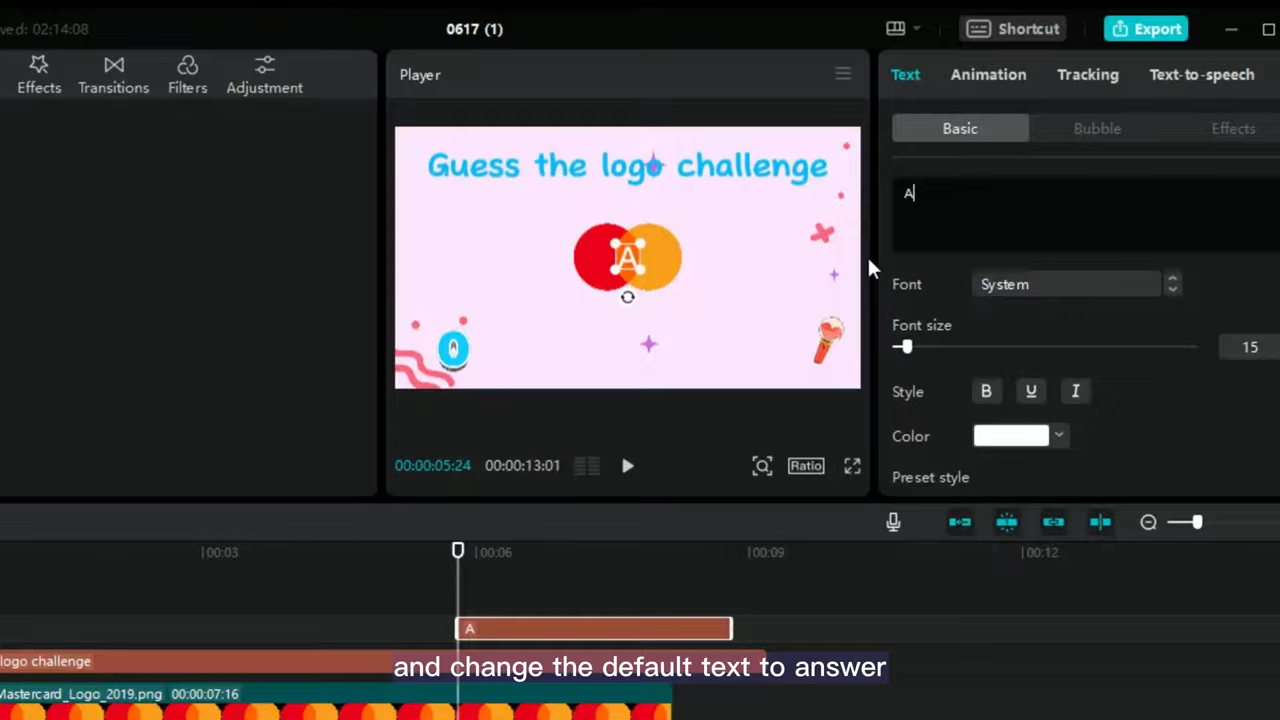 ved: 02:14:08
0617 (1)
Shortcut
Export
Effects
Transitions
Filters
Adjustment
Player
Text
Animation
Tracking
Text-to-speech
Basic
Bubble
Effects
Guess the logo challenge
A
0
A
Font
System
Font size
15
Style
B
U
I
Color
Preset style
00:00:05:24
00:00:13:01
Ratio
00:03
00:06
00:09
00:12
A
logo challenge
and change the default text to answer
Mastercard_Logo_2019.png 00:00:07:16